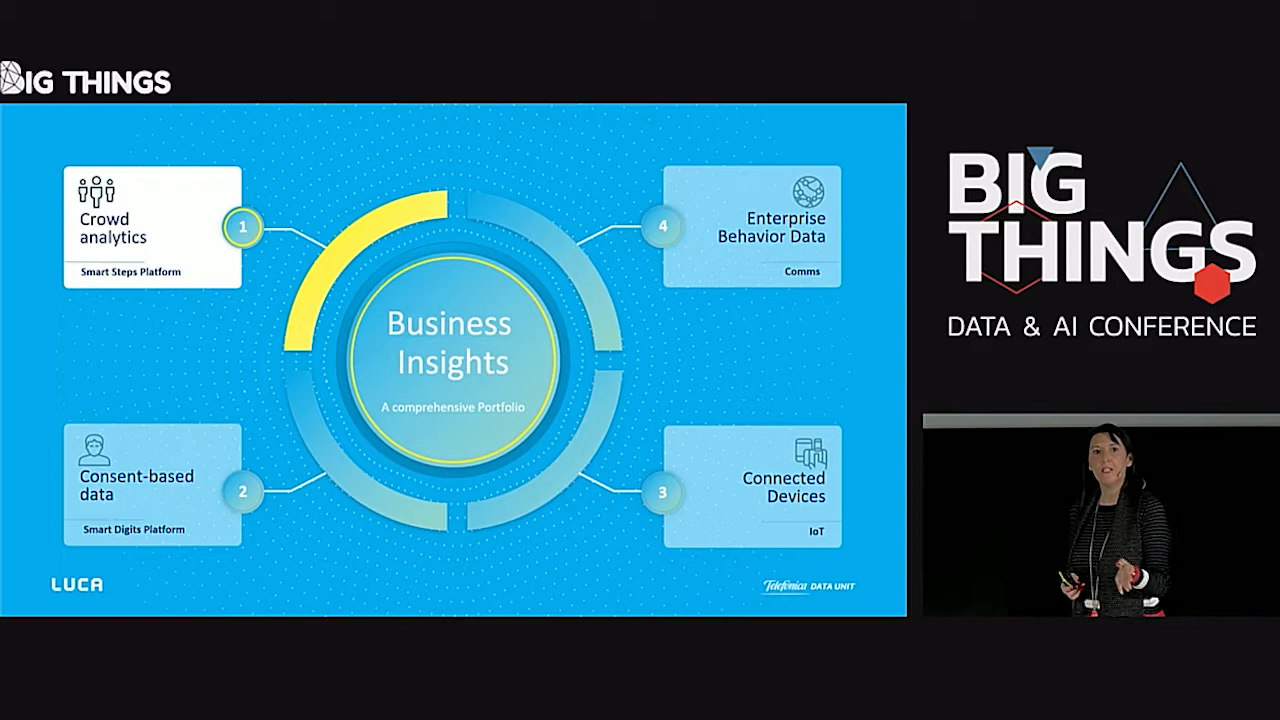 BIG THINGS
Crowd
analytics
Smart Steps Platform
1
4
Enterprise
Behavior Data
Comms
Business
Insights
A comprehensive Portfolio
Consent-based
data
Smart Digits Platform
2
3
Connected
Devices
IoT
LUCA
Telefónica DATA UNIT
BIG
THINGS
DATA & AI CONFERENCE